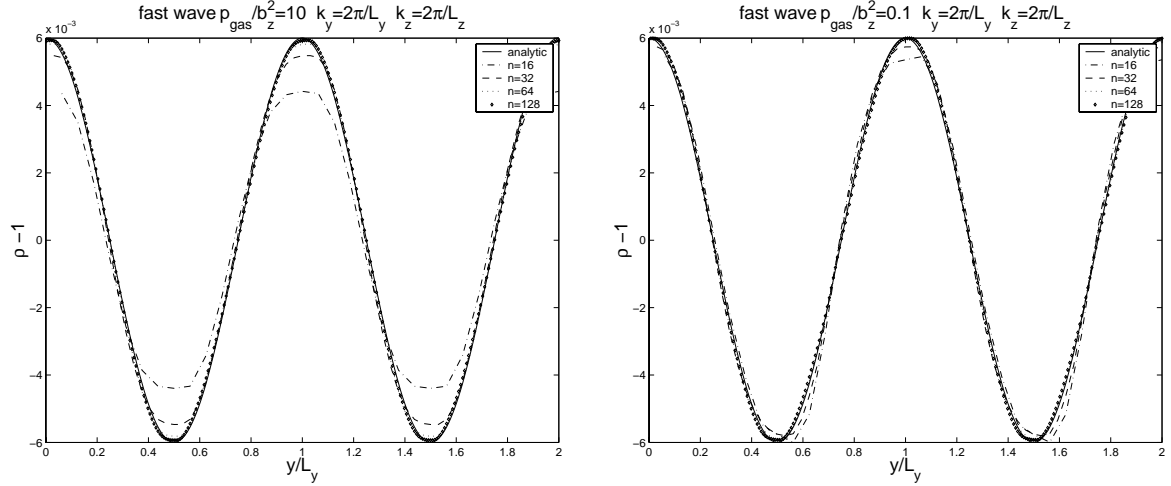 fast wave p_gas/b_z^2=10 k_y=2π/L_y k_z=2π/L_z
x 10^-3
6
4
2
0
−2
−4
−6
ρ −1
analytic
n=16
n=32
n=64
n=128
0 0.2 0.4 0.6 0.8 1 1.2 1.4 1.6 1.8 2
y/L_y
fast wave p_gas/b_z^2=0.1 k_y=2π/L_y k_z=2π/L_z
x 10^-3
6
4
2
0
−2
−4
−6
ρ −1
analytic
n=16
n=32
n=64
n=128
0 0.2 0.4 0.6 0.8 1 1.2 1.4 1.6 1.8 2
y/L_y